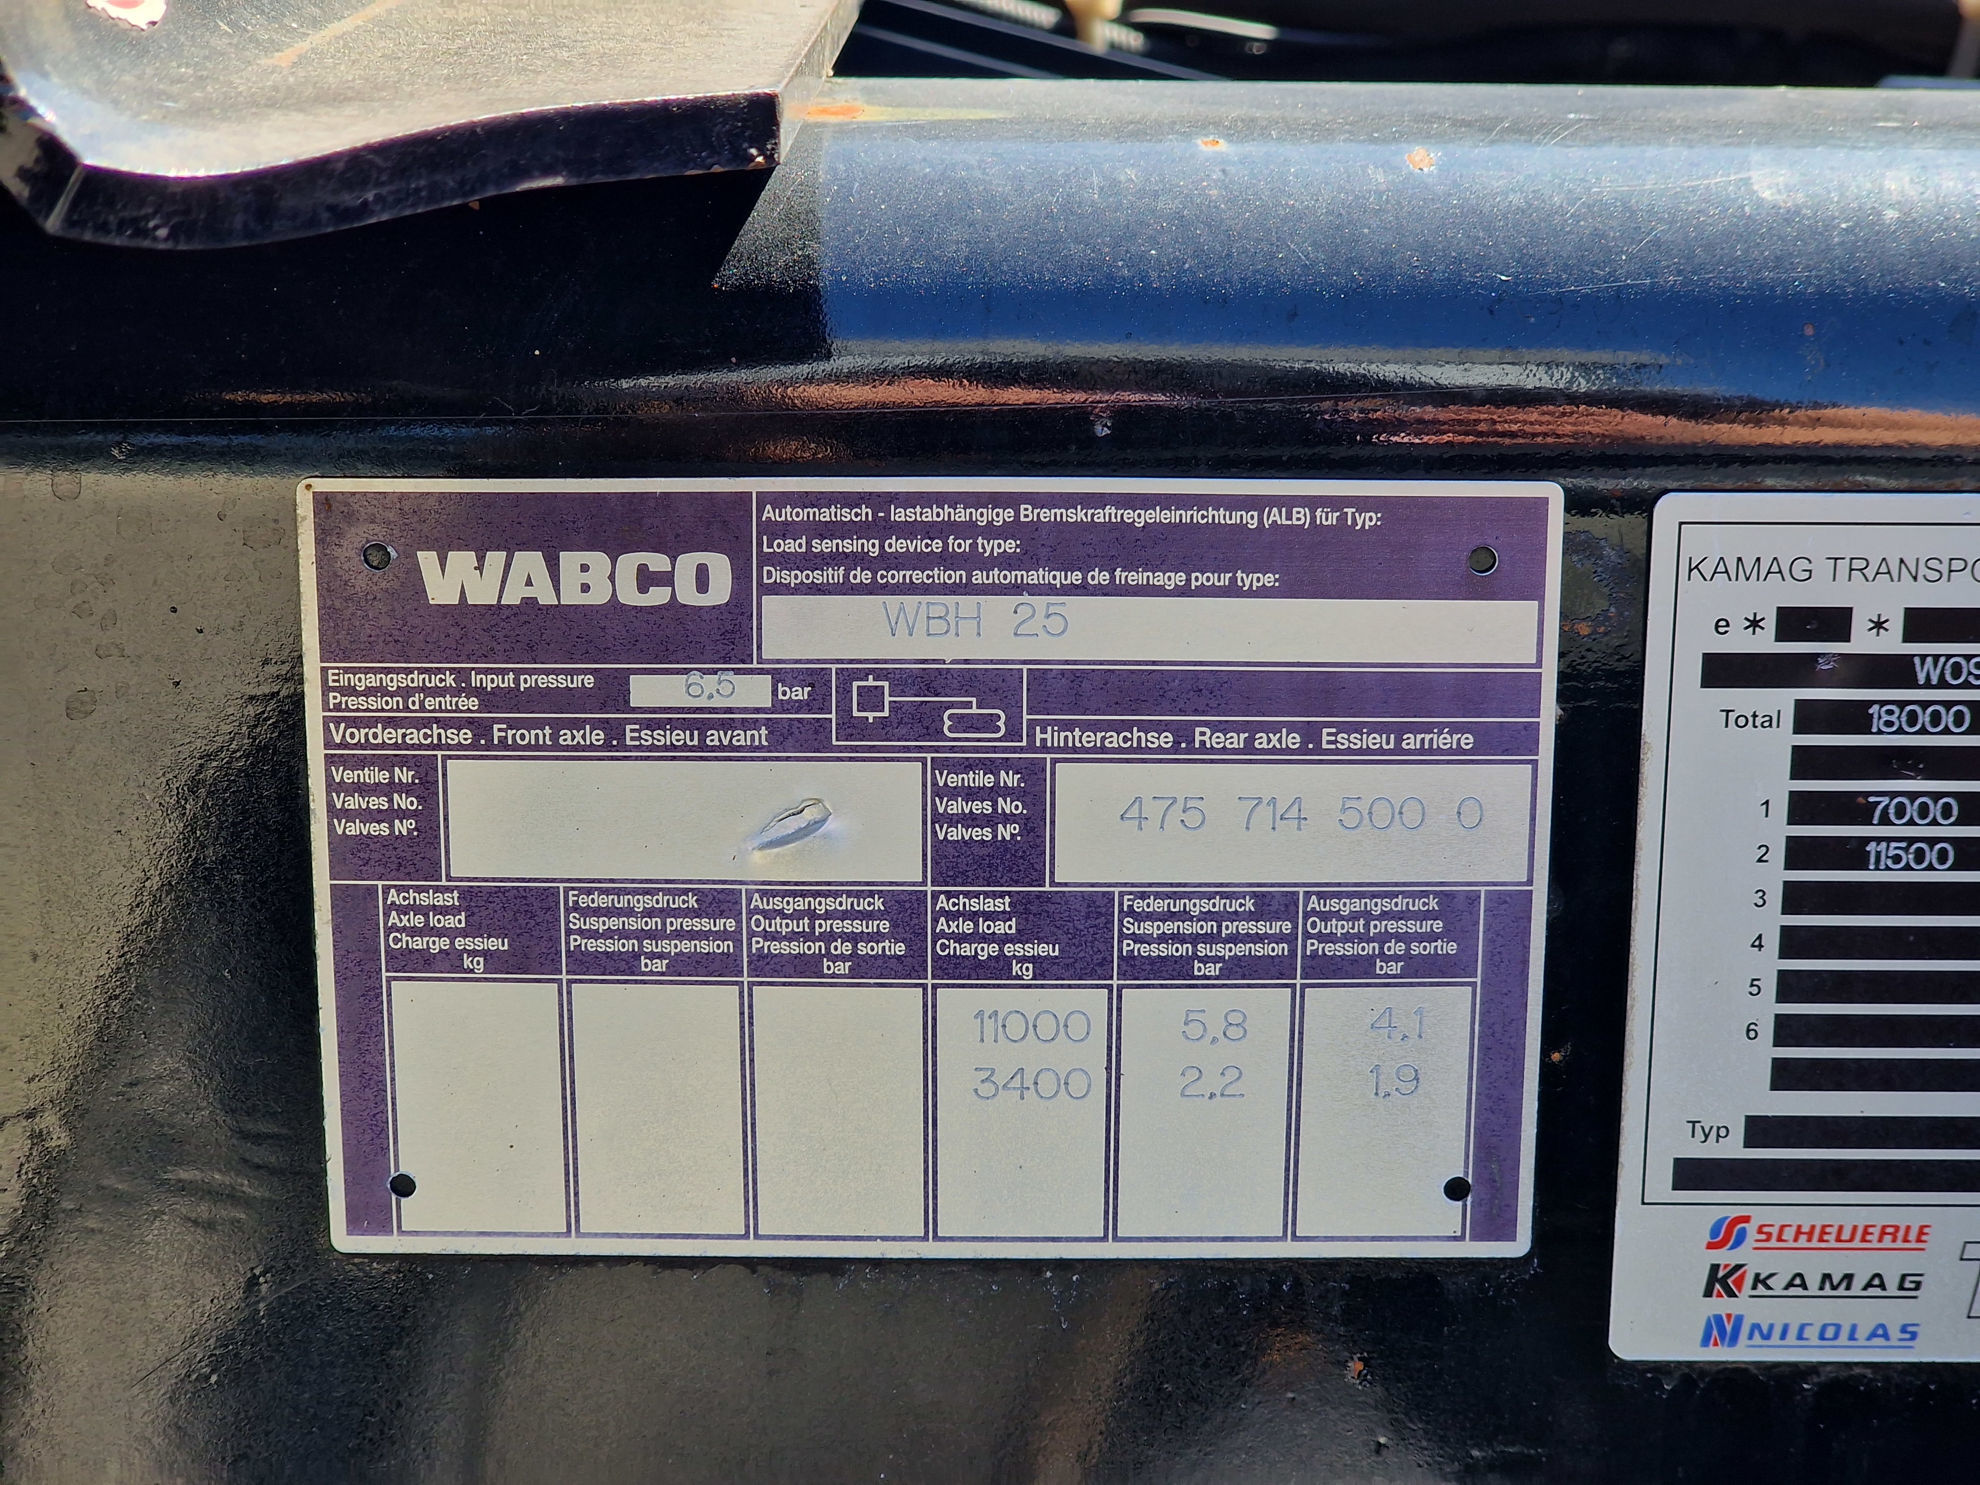 WABCO
Automatisch - lastabhängige Bremskraftregeleinrichtung (ALB) für Typ:
Load sensing device for type:
Dispositif de correction automatique de freinage pour type:
WBH 25
Eingangsdruck . Input pressure
Pression d'entrée
6,5 bar
Vorderachse . Front axle . Essieu avant
Hinterachse . Rear axle . Essieu arriére
Ventile Nr.
Valves No.
Valves Nº.
Ventile Nr.
Valves No.
Valves Nº.
475 714 500 0
Achslast
Axle load
Charge essieu
kg
Federungsdruck
Suspension pressure
Pression suspension
bar
Ausgangsdruck
Output pressure
Pression de sortie
bar
Achslast
Axle load
Charge essieu
kg
Federungsdruck
Suspension pressure
Pression suspension
bar
Ausgangsdruck
Output pressure
Pression de sortie
bar
11000 5,8 4,1
3400 2,2 1,9
KAMAG TRANSPO
e * *
W09
Total 18000
1 7000
2 11500
3
4
5
6
Typ
SCHEUERLE
KAMAG
NICOLAS